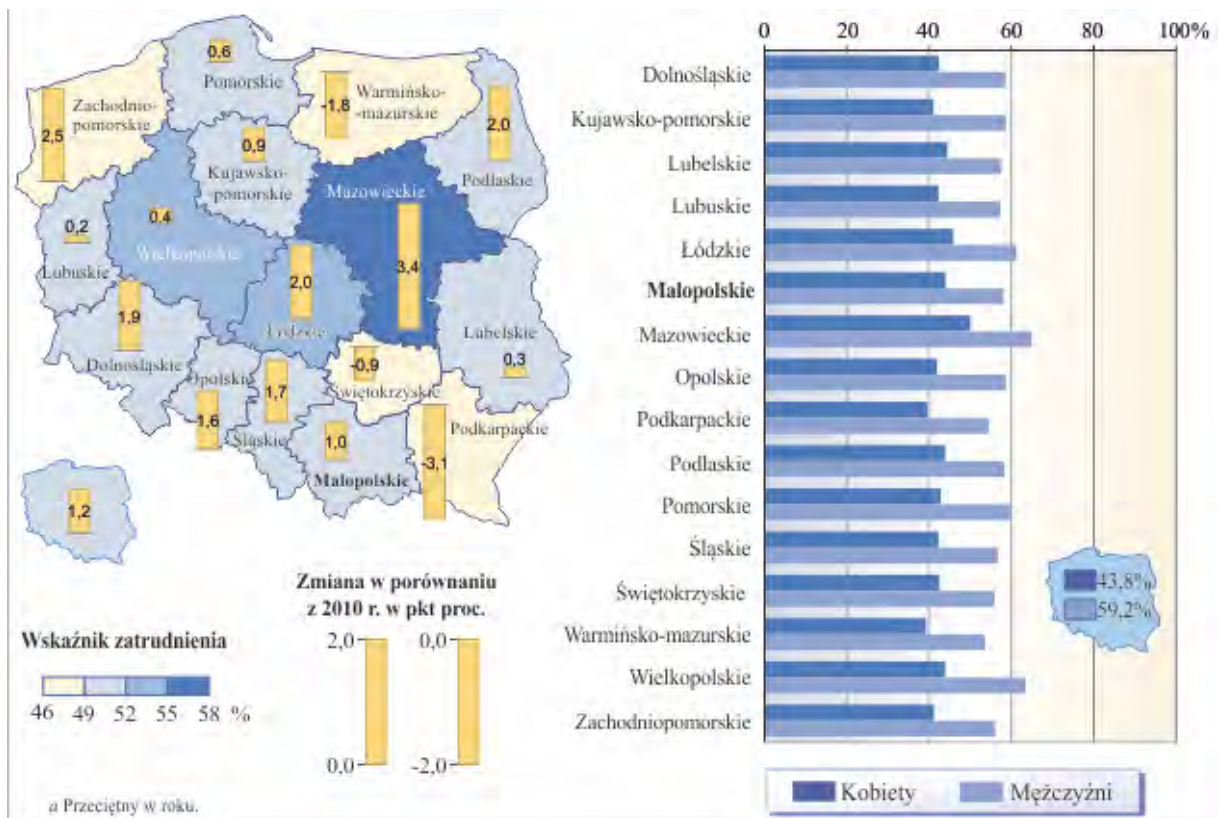 0,6
Pomorskie
Zachodnio-
pomorskie
2,5
-1,8
Warmińsko-
mazurskie
2,0
Podlaskie
0,9
Kujawsko-
-pomorskie
Mazowieckie
3,4
0,2
Lubuskie
0,4
Wielkopolskie
2,0
Łódzkie
1,9
Dolnośląskie
Lubelskie
0,3
Opolskie
1,6
1,7
Śląskie
-0,9
Świętokrzyskie
1,0
Małopolskie
Podkarpackie
-3,1
1,2
Zmiana w porównaniu
z 2010 r. w pkt proc.
2,0 0,0
0,0 -2,0
Wskaźnik zatrudnienia
46 49 52 55 58 %
a Przeciętny w roku.
0 20 40 60 80 100%
Dolnośląskie
Kujawsko-pomorskie
Lubelskie
Lubuskie
Łódzkie
Małopolskie
Mazowieckie
Opolskie
Podkarpackie
Podlaskie
Pomorskie
Śląskie
Świętokrzyskie
Warmińsko-mazurskie
Wielkopolskie
Zachodniopomorskie
43,8%
59,2%
Kobiety Mężczyźni